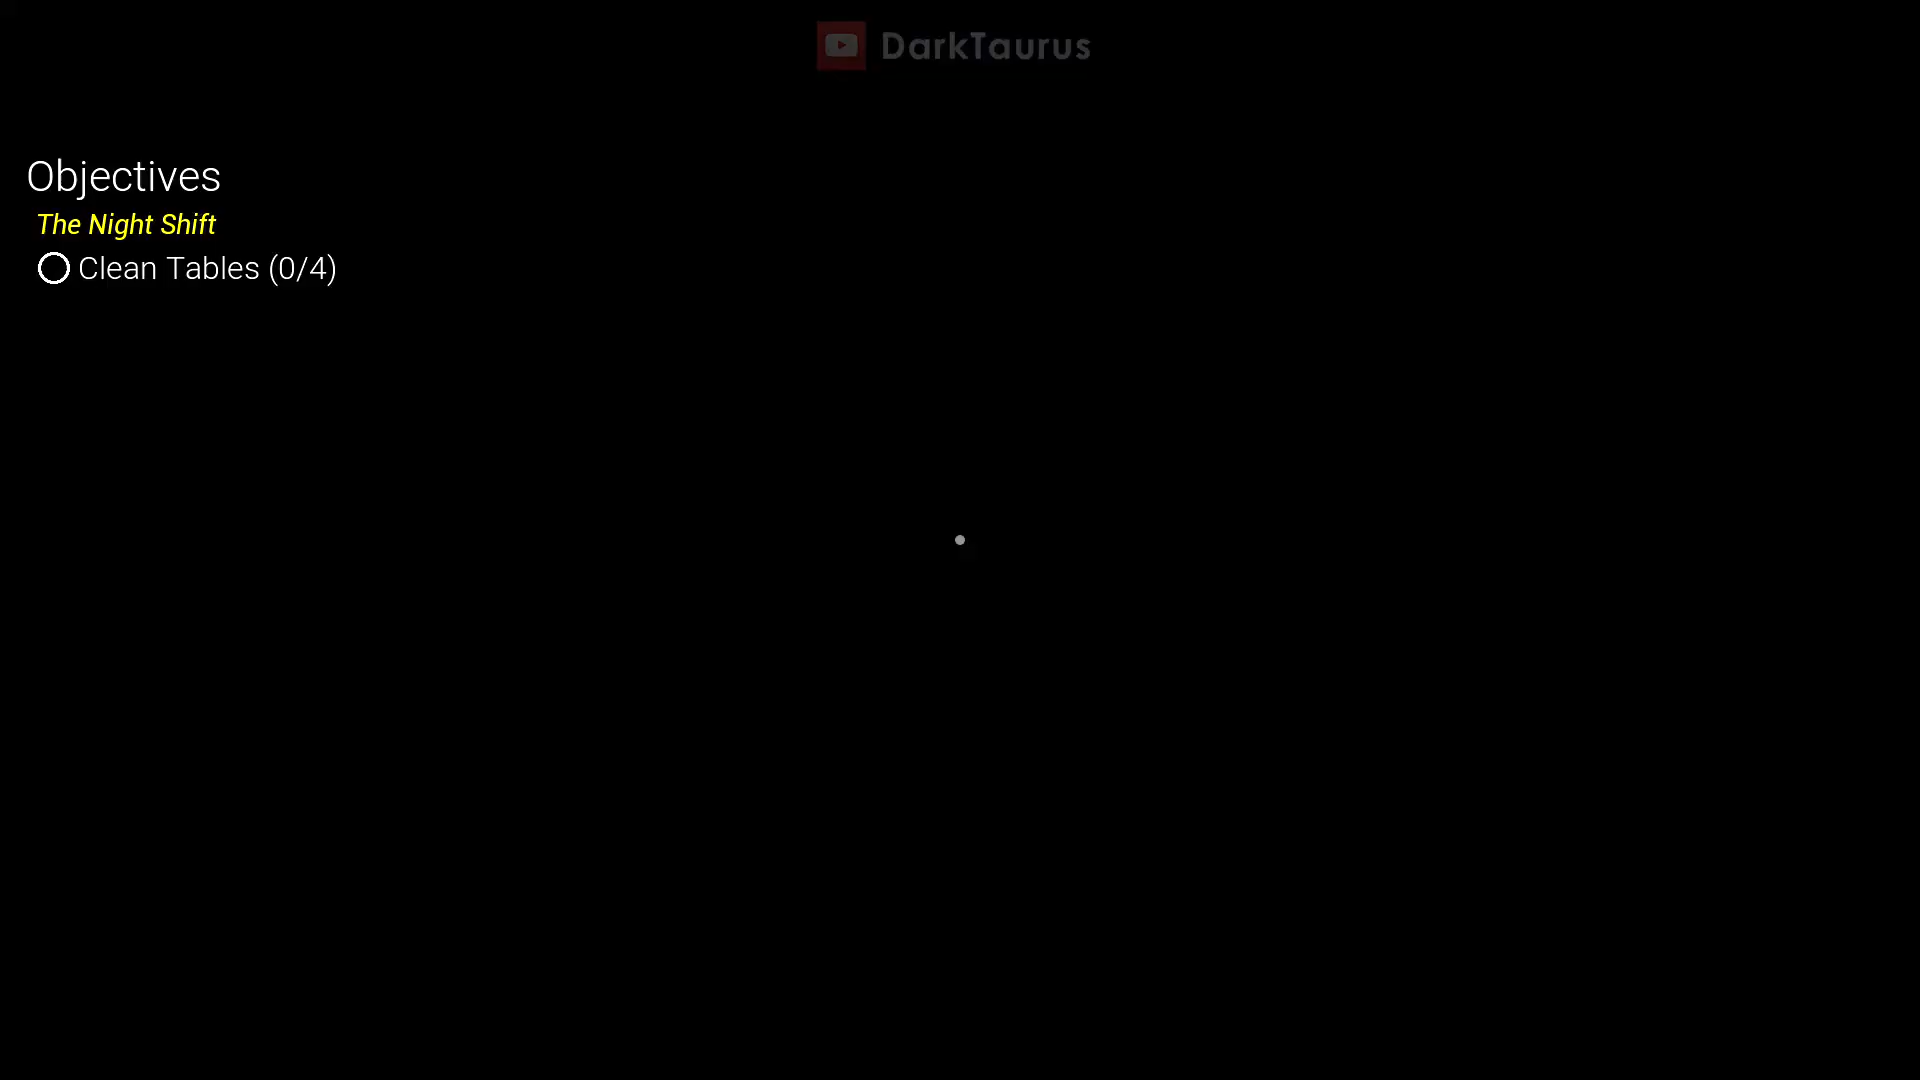 DarkTaurus
Objectives
The Night Shift
Clean Tables (0/4)